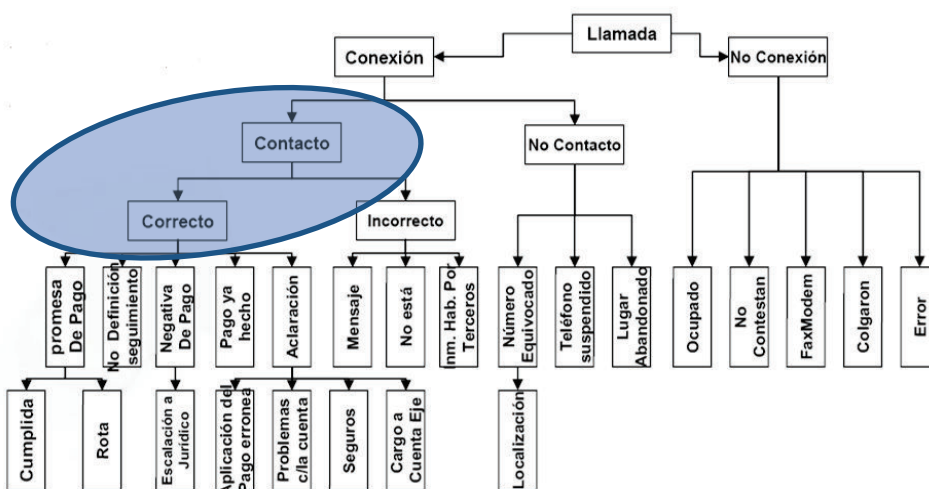 Llamada
Conexión
No Conexión
Contacto
No Contacto
Correcto
Incorrecto
promesa
De Pago
No Definición
seguimiento
Negativa
De Pago
Pago ya
hecho
Aclaración
Mensaje
No está
Inm. Hab. Por
Terceros
Número
Equivocado
Teléfono
suspendido
Lugar
Abandonado
Ocupado
No
Contestan
FaxModem
Colgaron
Error
Cumplida
Rota
Escalación a
Jurídico
Aplicación del
Pago erronea
Problemas
c/la cuenta
Seguros
Cargo a
Cuenta Eje
Localización